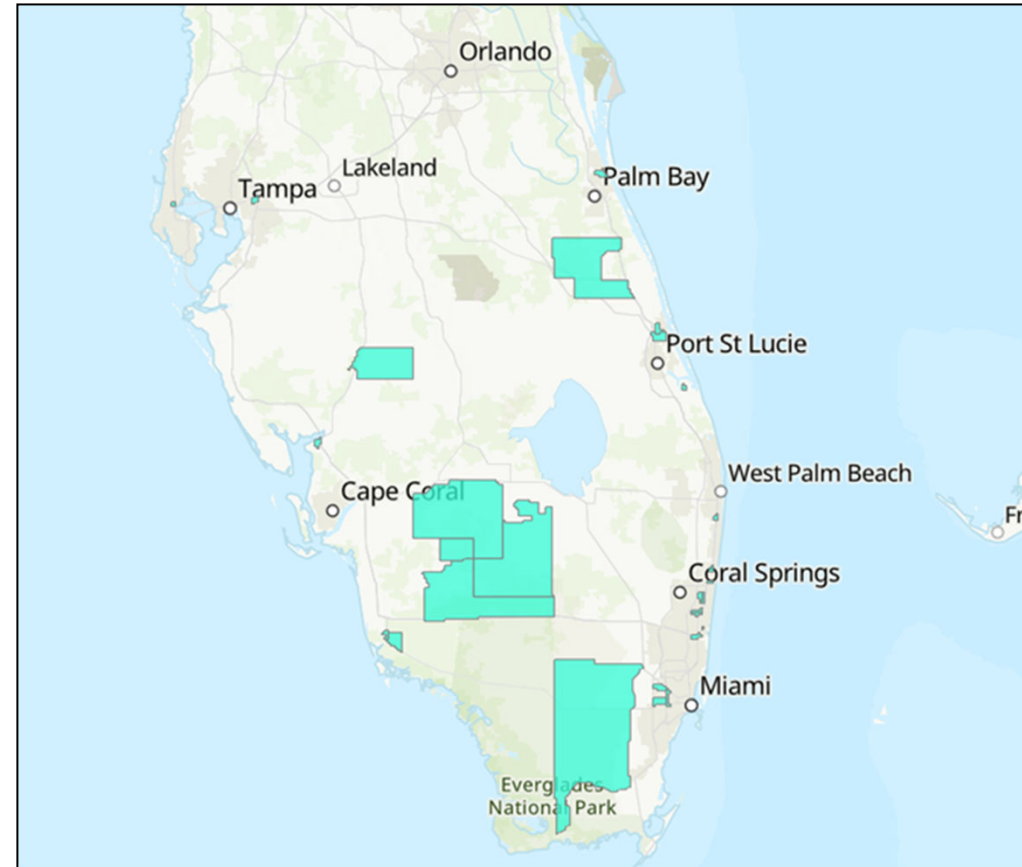 Orlando
Lakeland
Palm Bay
Tampa
Port St Lucie
West Palm Beach
Cape Coral
Fr
Coral Springs
Miami
Everglades
National Park